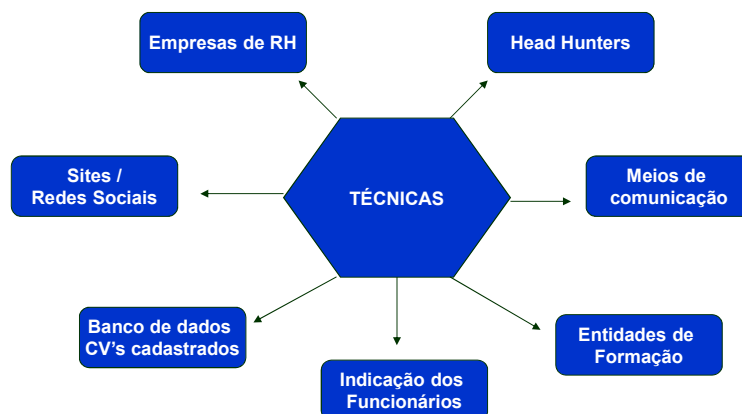 Empresas de RH
Head Hunters
Sites /
Redes Sociais
TÉCNICAS
Meios de
comunicação
Banco de dados
CV's cadastrados
Indicação dos
Funcionários
Entidades de
Formação